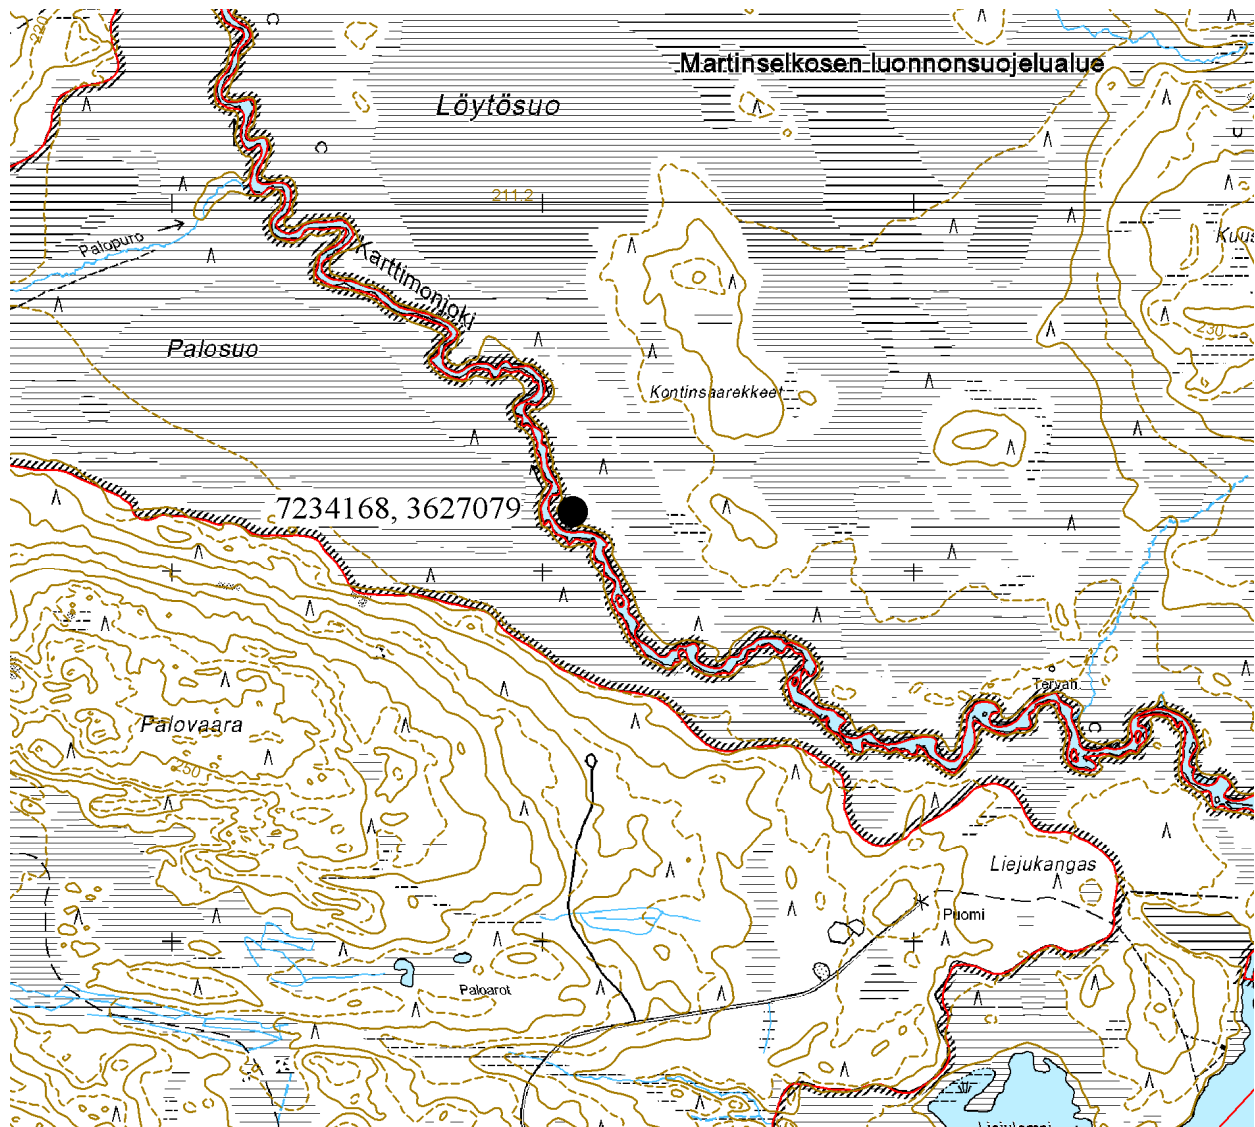 220
Martinselkosen luonnonsuojelualue
Löytösuo
211.2
Palopuro
Karttimonjoki
Kuus
230
Palosuo
Kontinsaarekkeet
7234168, 3627079
Tervah.
Palovaara
250
Liejukangas
Puomi
Paloarot